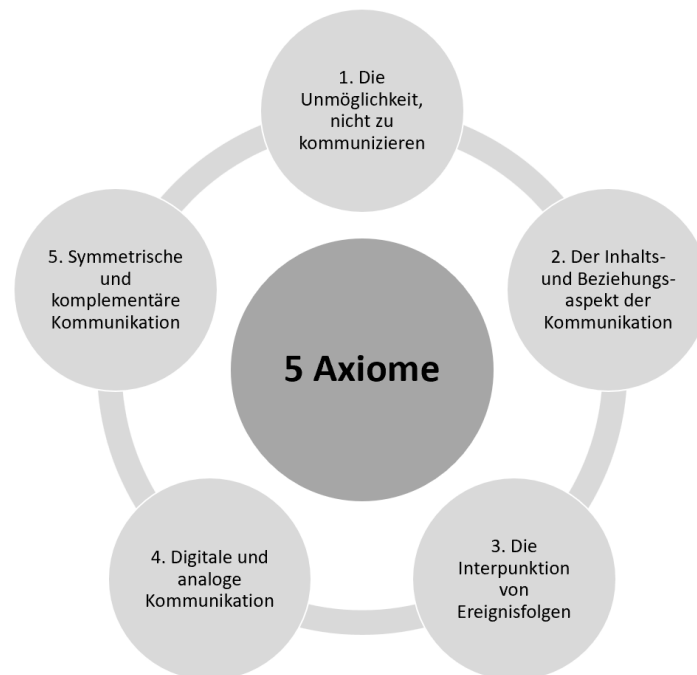 1. Die
Unmöglichkeit,
nicht zu
kommunizieren
2. Der Inhalts-
und Beziehungs-
aspekt der
Kommunikation
3. Die
Interpunktion
von
Ereignisfolgen
4. Digitale und
analoge
Kommunikation
5. Symmetrische
und
komplementäre
Kommunikation
5 Axiome